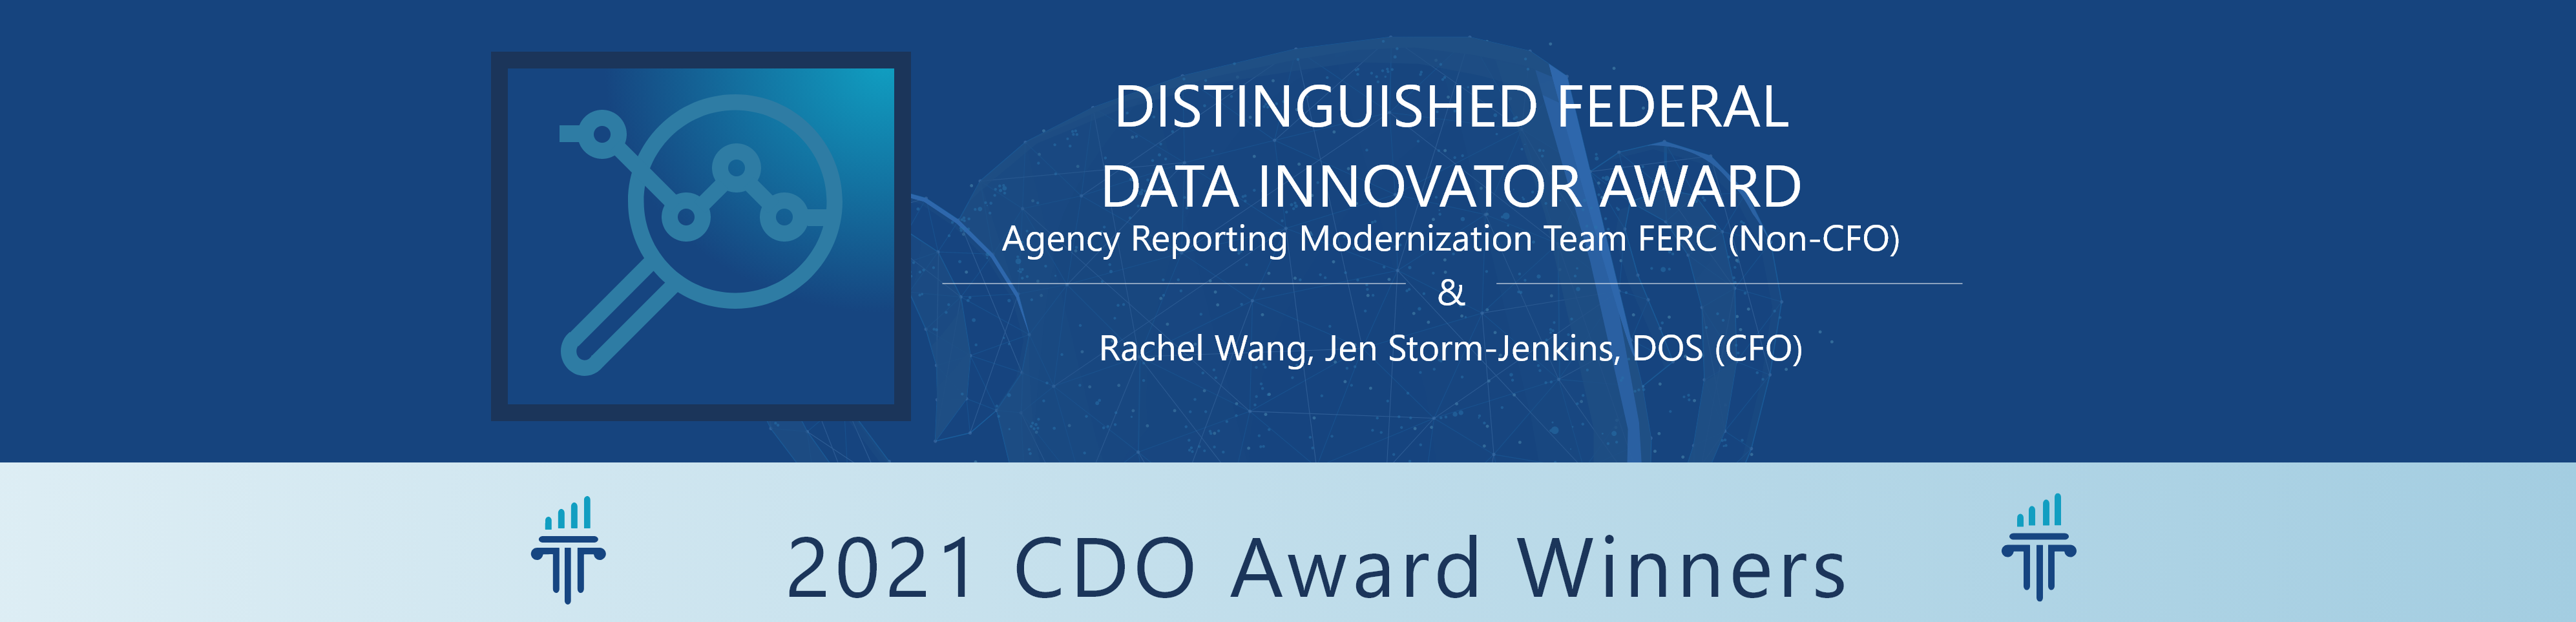 DISTINGUISHED FEDERAL
DATA INNOVATOR AWARD
Agency Reporting Modernization Team FERC (Non-CFO)
&
Rachel Wang, Jen Storm-Jenkins, DOS (CFO)
2021 CDO Award Winners